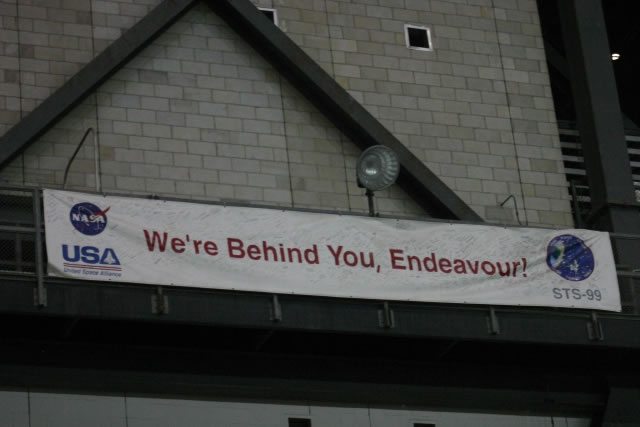 NASA
USA
United Space Alliance
We're Behind You, Endeavour!
STS-99